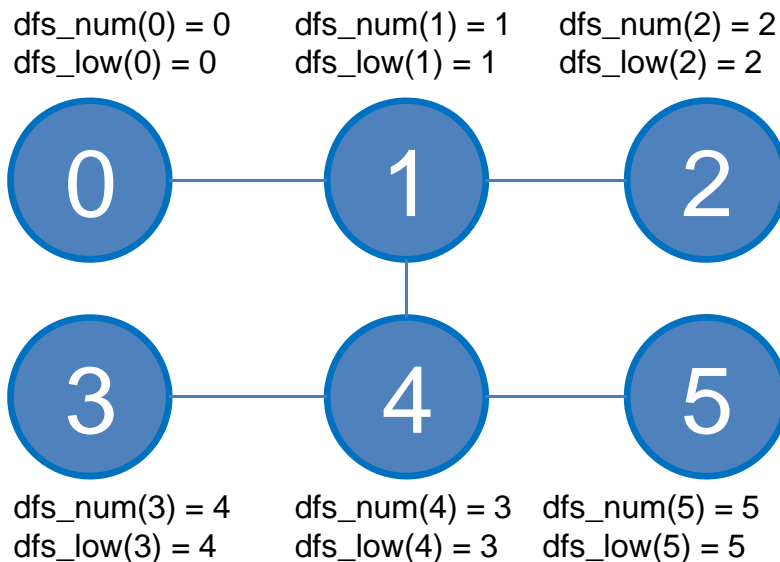 dfs_num(0) = 0 dfs_num(1) = 1 dfs_num(2) = 2
dfs_low(0) = 0 dfs_low(1) = 1 dfs_low(2) = 2
0 1 2
3 4 5
dfs_num(3) = 4 dfs_num(4) = 3 dfs_num(5) = 5
dfs_low(3) = 4 dfs_low(4) = 3 dfs_low(5) = 5